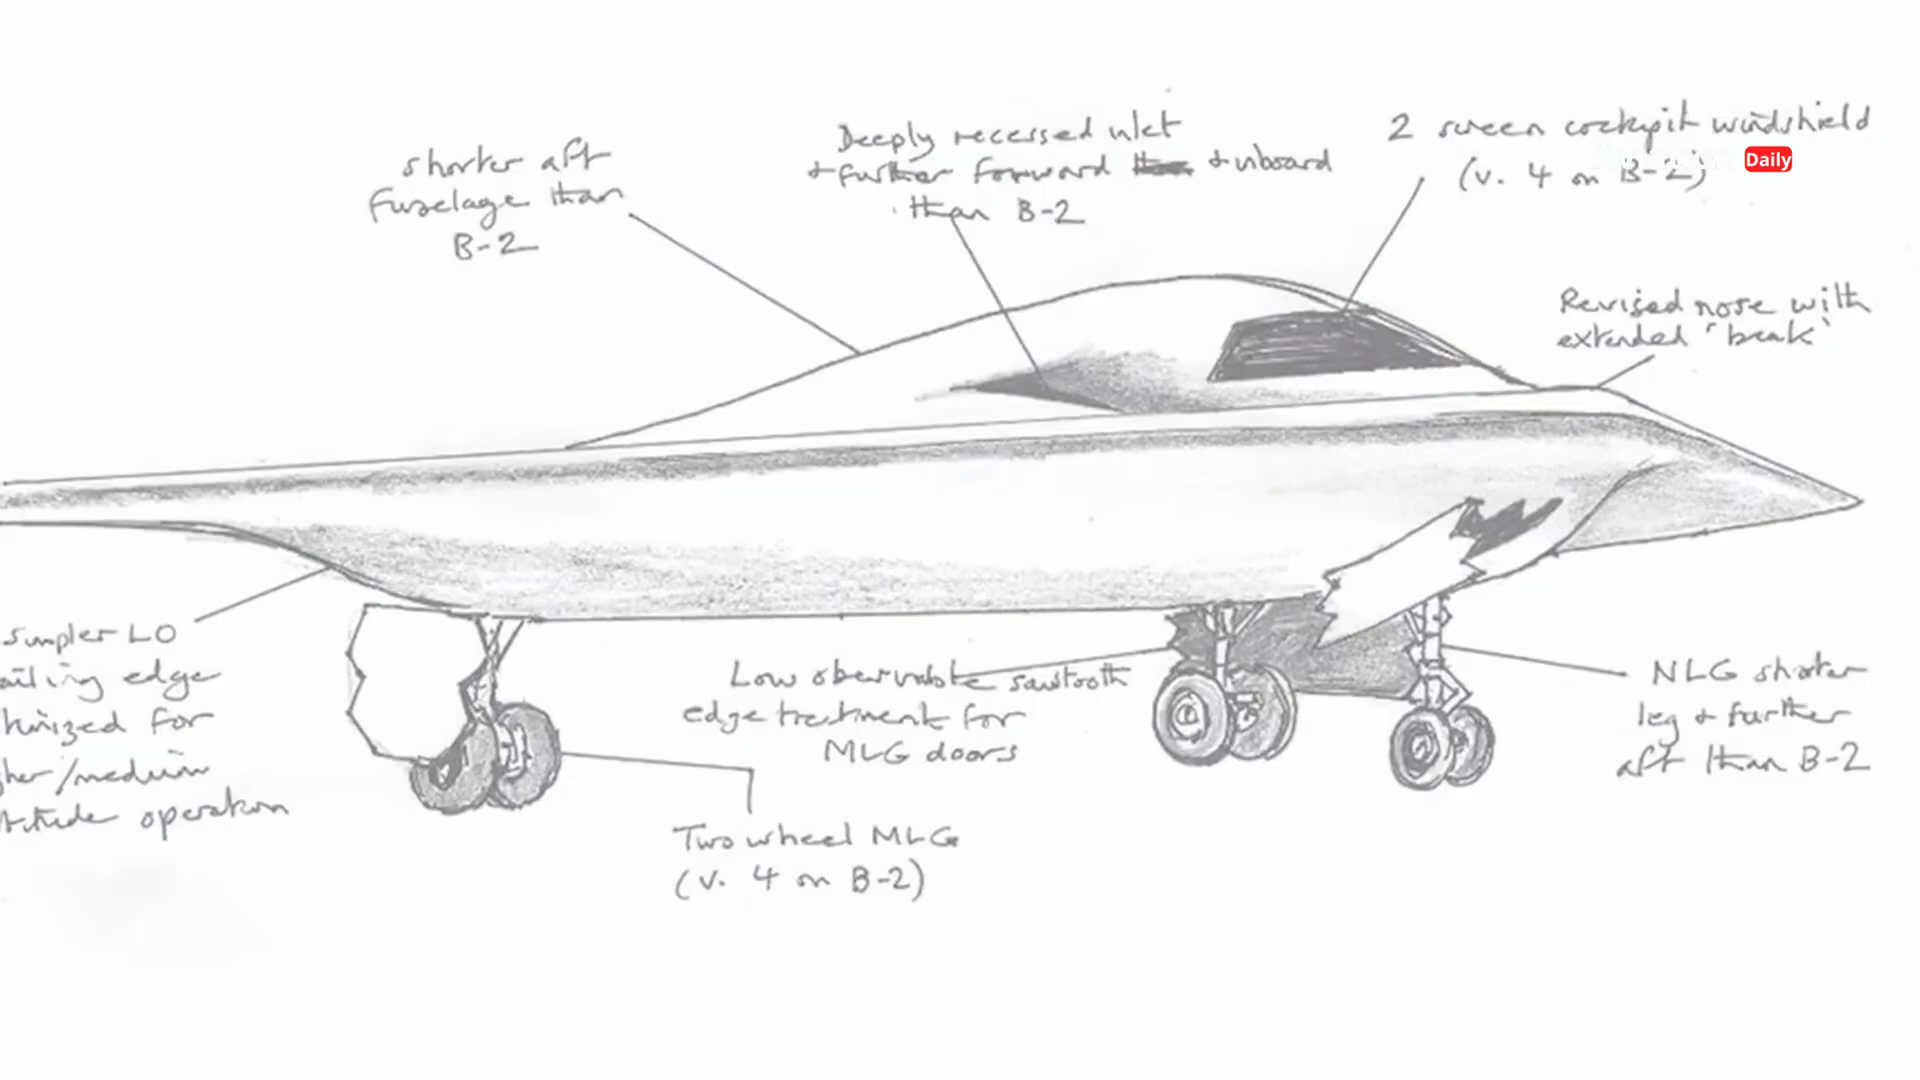 shorter aft
fuselage than
B-2
Deeply recessed inlet
+ further forward + inboard
than B-2
2 screen cockpit windshield
(v. 4 on B-2)
Daily
Revised nose with
extended 'beak'
simpler LO
edge
for
/medium
operation
Low observable sawtooth
edge treatment for
MLG doors
Two wheel MLG
(v. 4 on B-2)
NLG shorter
leg + further
aft than B-2